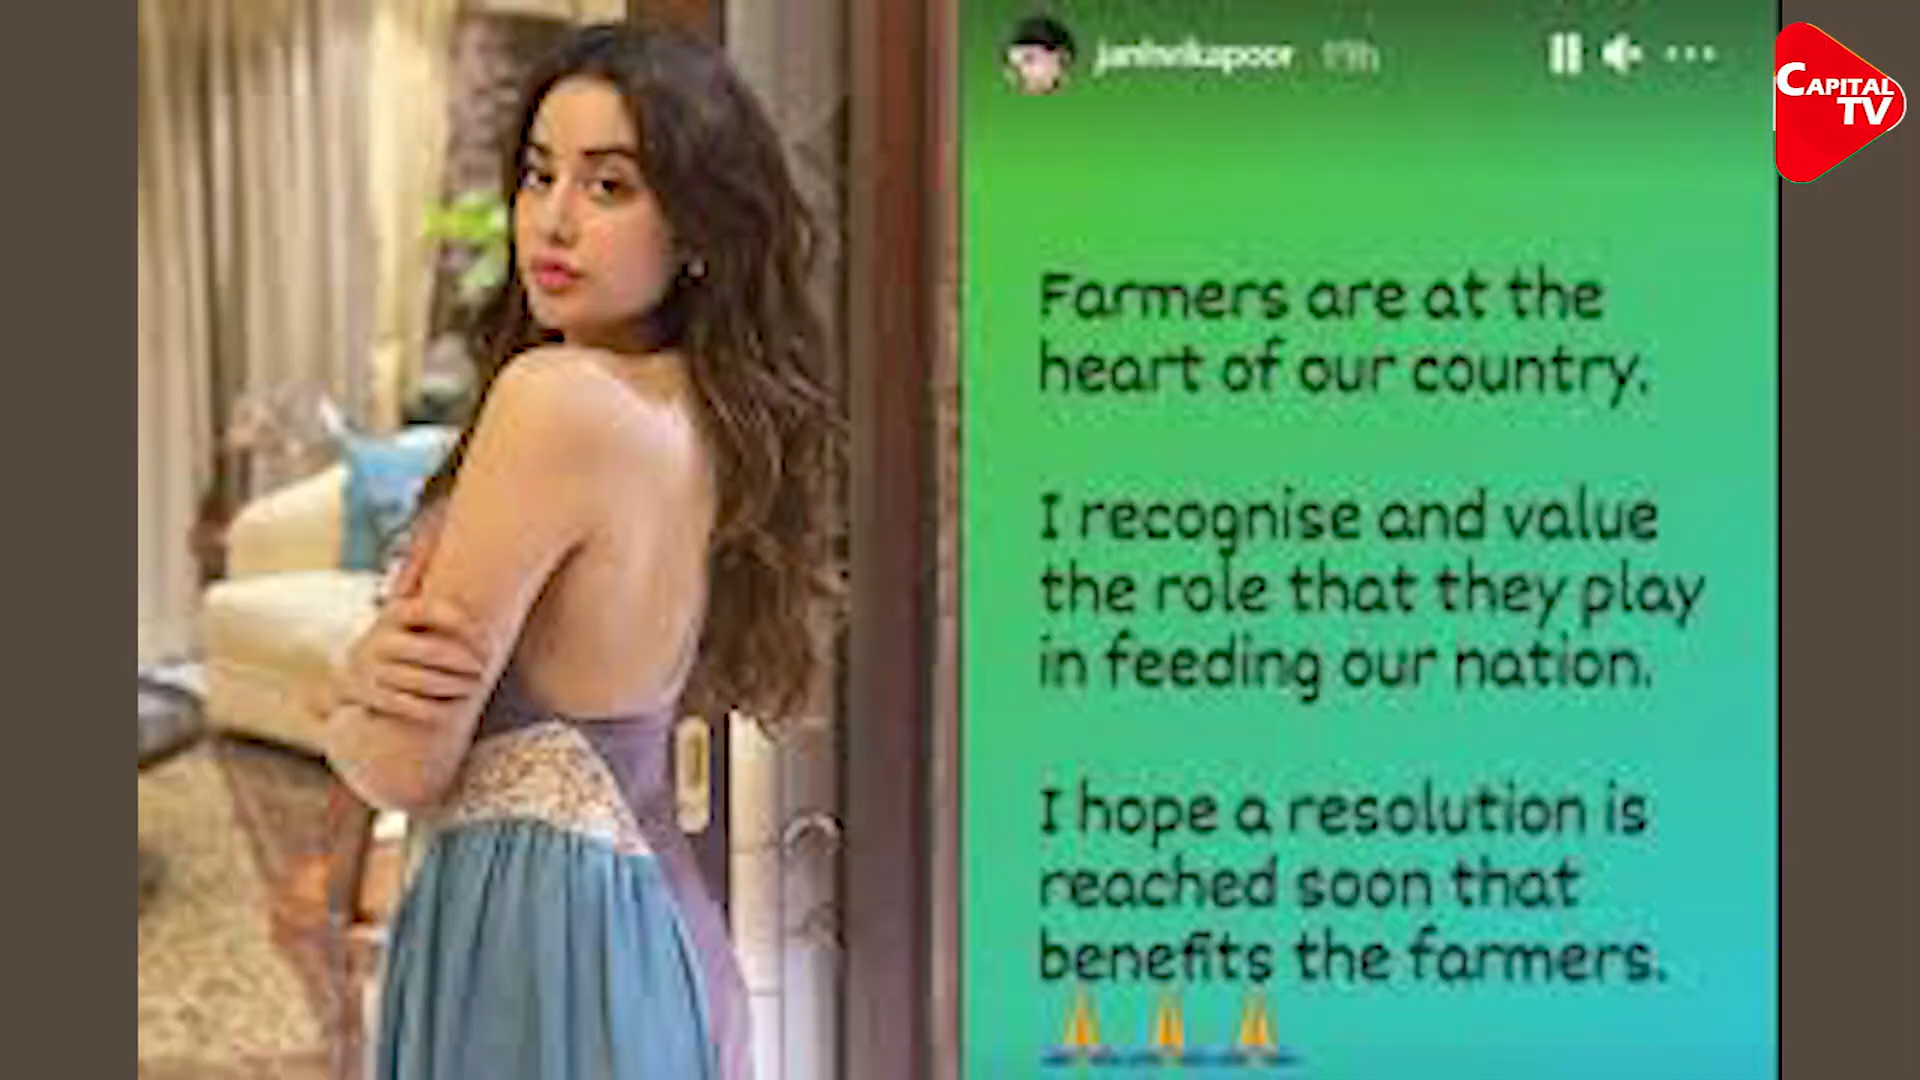 janhvikapoor 19h
CAPITAL
TV
Farmers are at the
heart of our country.
I recognise and value
the role that they play
in feeding our nation.
I hope a resolution is
reached soon that
benefits the farmers.